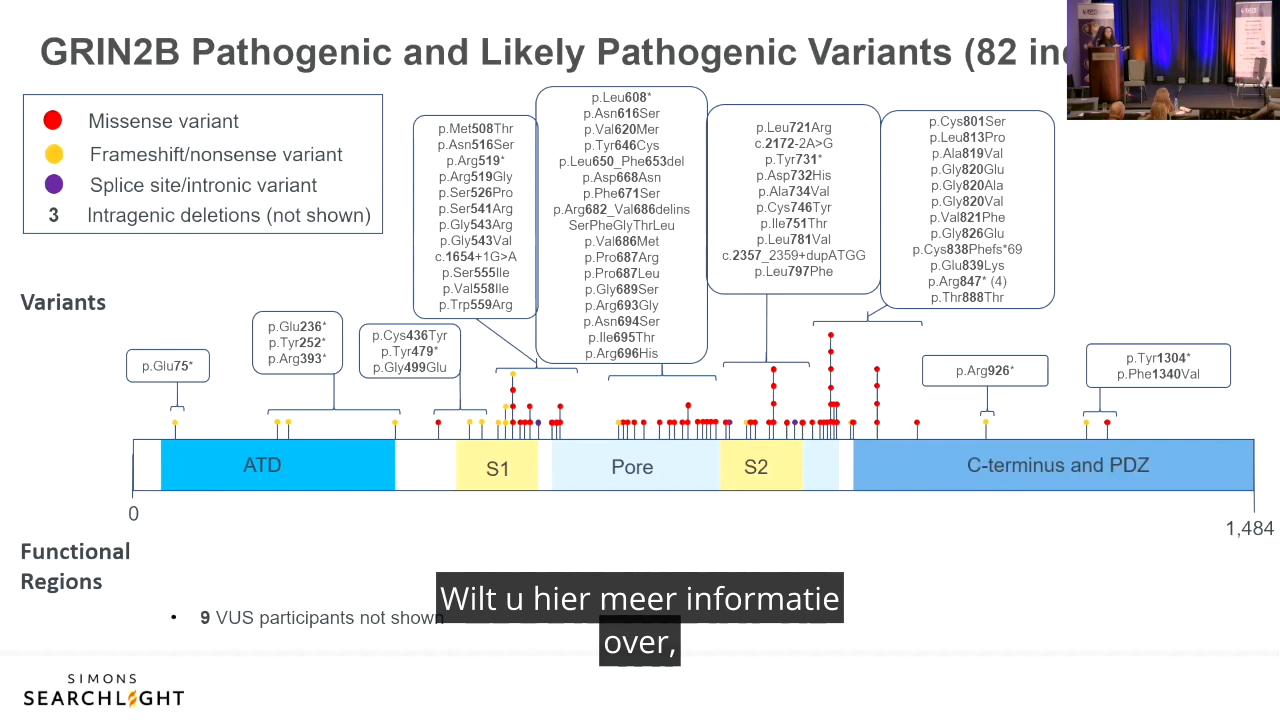 GRIN2B Pathogenic and Likely Pathogenic Variants (82
Missense variant
Frameshift/nonsense variant
Splice site/intronic variant
3 Intragenic deletions (not shown)
Variants
p.Glu75*
p.Glu236*
p.Tyr252*
p.Arg393*
p.Cys436Tyr
p.Tyr479*
p.Gly499Glu
p.Met508Thr
p.Asn516Ser
p.Arg519*
p.Arg519Gly
p.Ser526Pro
p.Ser541Arg
p.Gly543Arg
p.Gly543Val
c.1654+1G>A
p.Ser555Ile
p.Val558Ile
p.Trp559Arg
p.Leu608*
p.Asn616Ser
p.Val620Mer
p.Tyr646Cys
p.Leu650_Phe653del
p.Asp668Asn
p.Phe671Ser
p.Arg682_Val686delins
SerPheGlyThrLeu
p.Val686Met
p.Pro687Arg
p.Pro687Leu
p.Gly689Ser
p.Arg693Gly
p.Asn694Ser
p.Ile695Thr
p.Arg696His
p.Leu721Arg
c.2172-2A>G
p.Tyr731*
p.Asp732His
p.Ala734Val
p.Cys746Tyr
p.Ile751Thr
p.Leu781Val
c.2357_2359+dupATGG
p.Leu797Phe
p.Cys801Ser
p.Leu813Pro
p.Ala819Val
p.Gly820Glu
p.Gly820Ala
p.Gly820Val
p.Val821Phe
p.Gly826Glu
p.Cys838Phefs*69
p.Glu839Lys
p.Arg847* (4)
p.Thr888Thr
p.Arg926*
p.Tyr1304*
p.Phe1340Val
ATD
S1
Pore
S2
C-terminus and PDZ
0
1,484
Functional
Regions
• 9 VUS participants not shown
Wilt u hier meer informatie
over,
SIMONS
SEARCHLIGHT